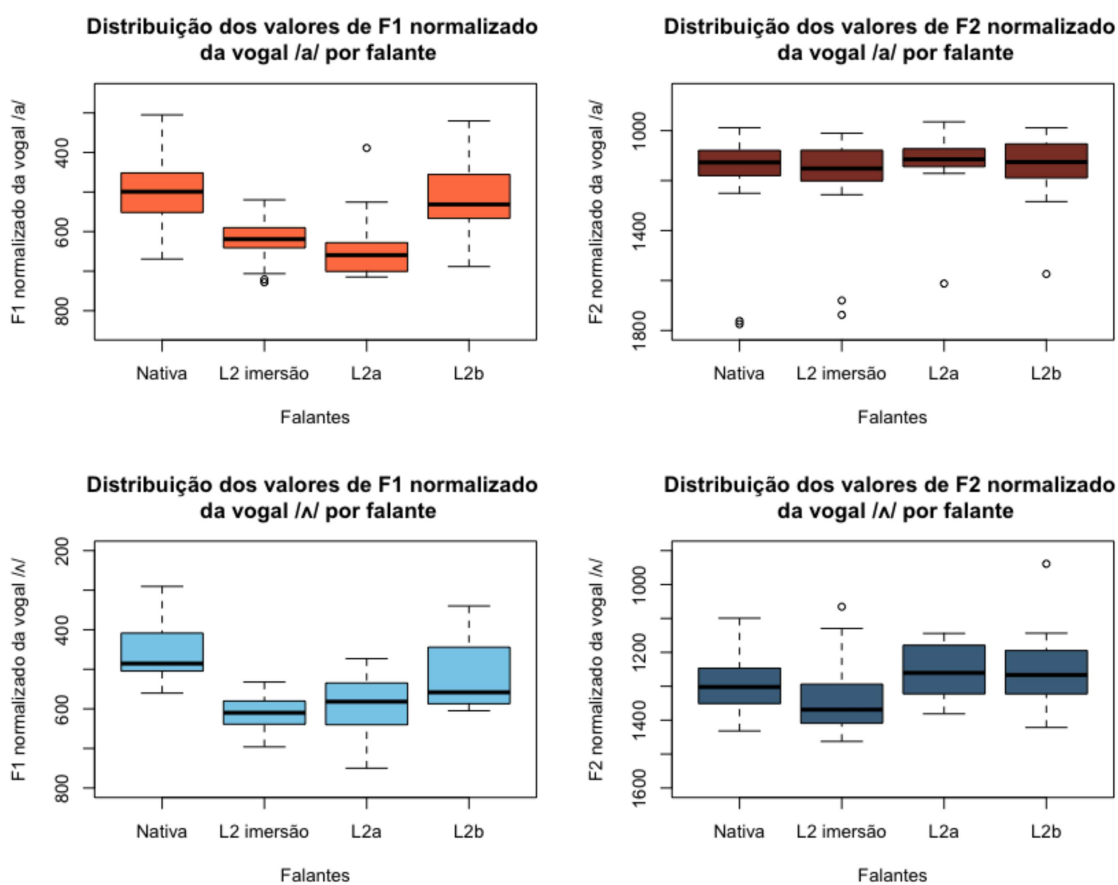 Distribuição dos valores de F1 normalizado
da vogal /a/ por falante
F1 normalizado da vogal /a/
400
600
800
Nativa
L2 imersão
L2a
L2b
Falantes
Distribuição dos valores de F2 normalizado
da vogal /a/ por falante
F2 normalizado da vogal /a/
1000
1400
1800
Nativa
L2 imersão
L2a
L2b
Falantes
Distribuição dos valores de F1 normalizado
da vogal /ʌ/ por falante
F1 normalizado da vogal /ʌ/
200
400
600
800
Nativa
L2 imersão
L2a
L2b
Falantes
Distribuição dos valores de F2 normalizado
da vogal /ʌ/ por falante
F2 normalizado da vogal /ʌ/
1000
1200
1400
1600
Nativa
L2 imersão
L2a
L2b
Falantes